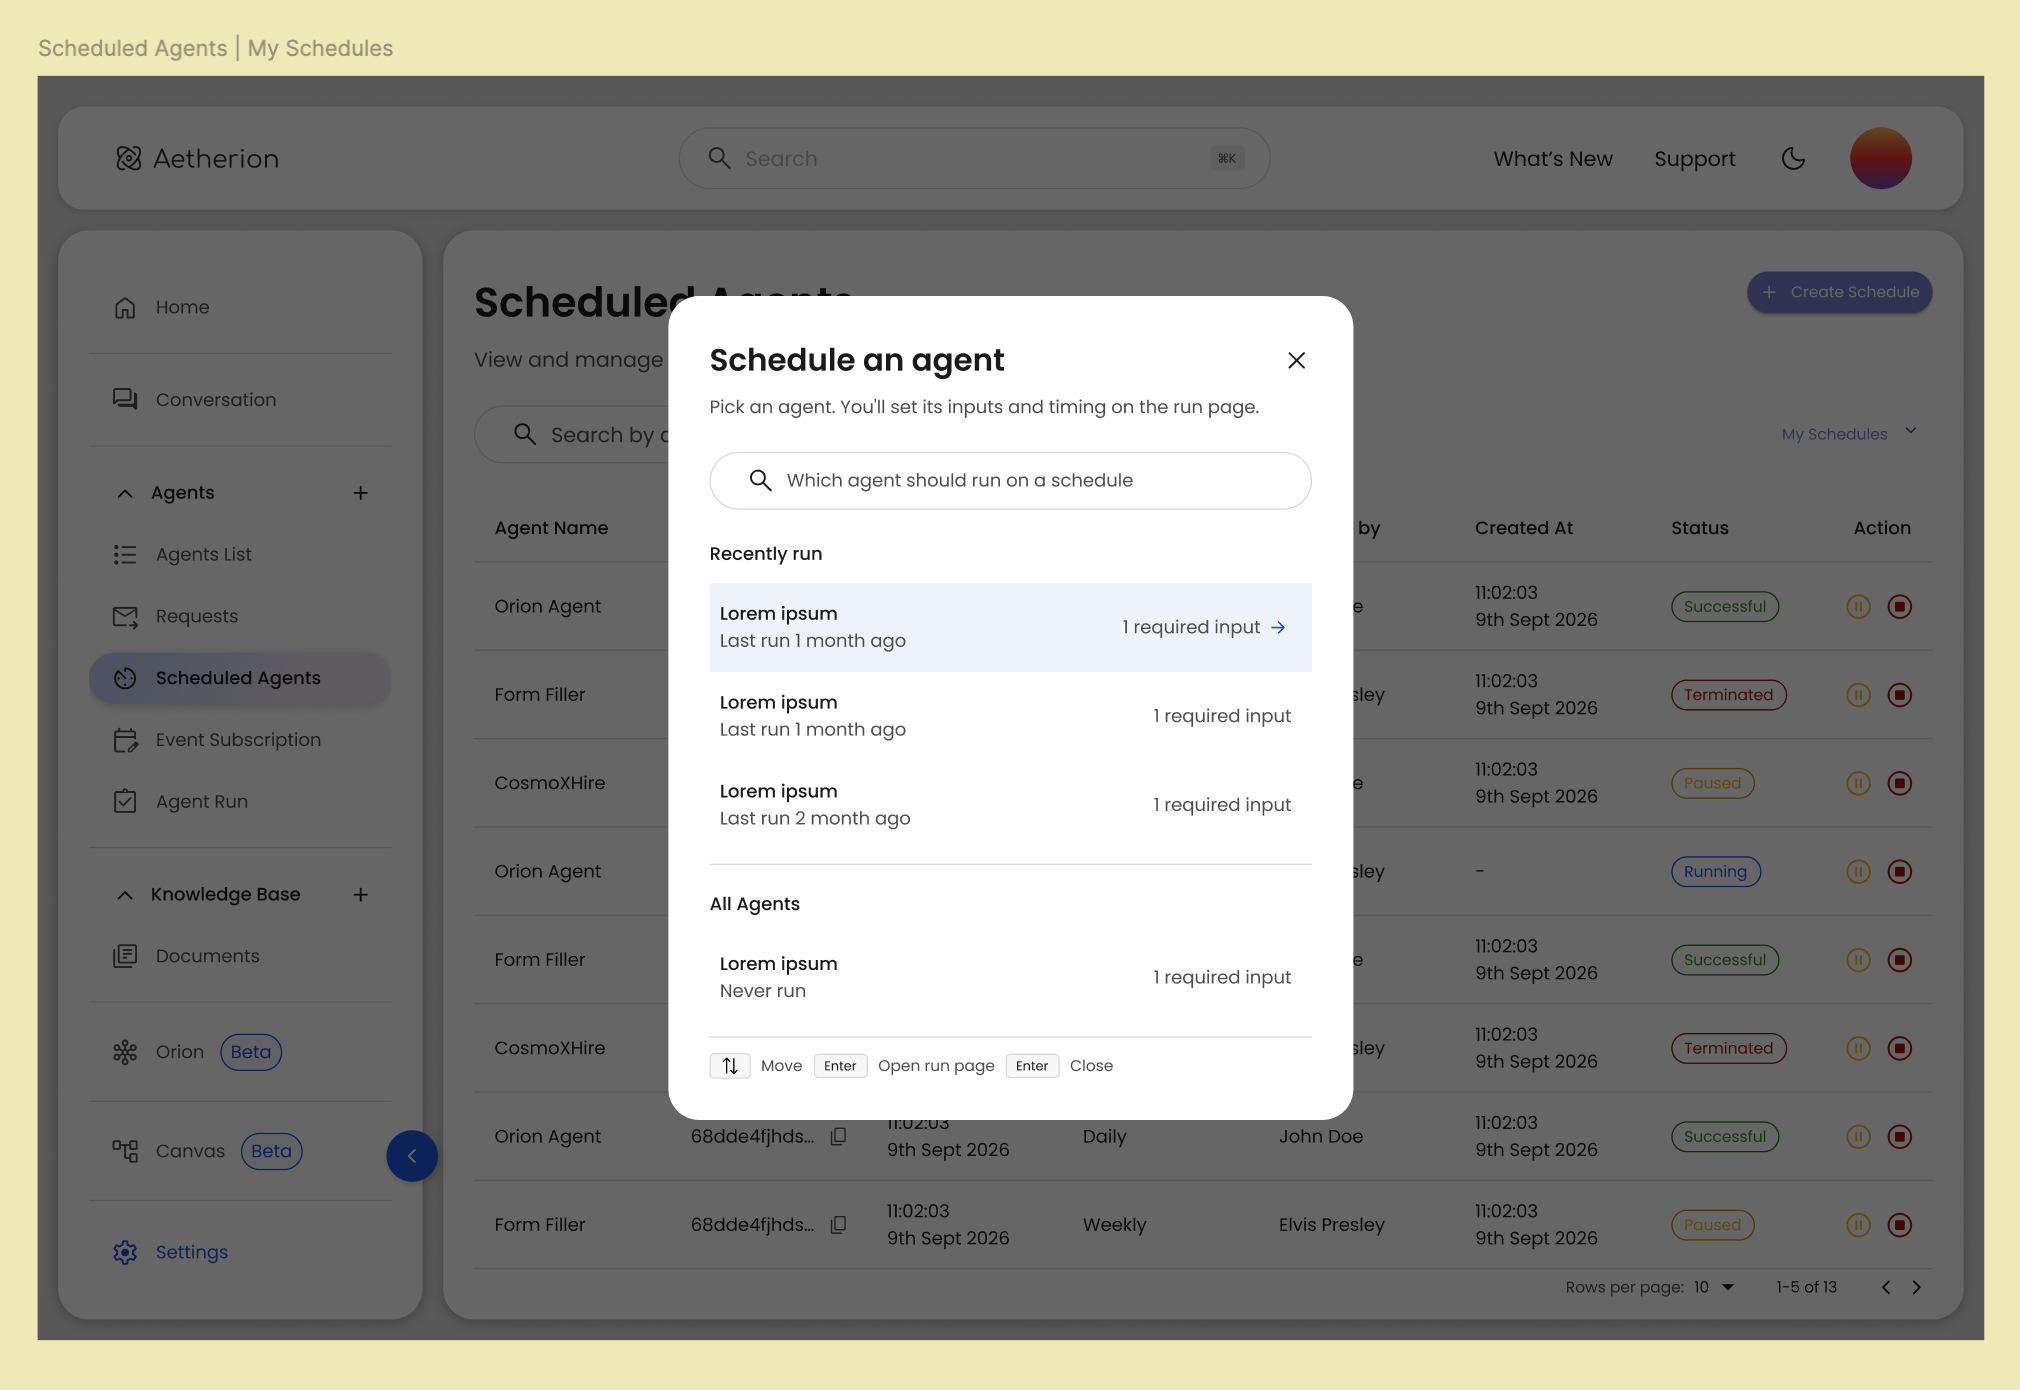 Scheduled Agents | My Schedules
Aetherion
Search
⌘K
What's New
Support
Home
Conversation
Agents
Agents List
Requests
Scheduled Agents
Event Subscription
Agent Run
Knowledge Base
Documents
Orion Beta
Canvas Beta
Settings
Scheduled
View and manage
Create Schedule
Search by
My Schedules
Agent Name by Created At Status Action
Orion Agent 11:02:03 Successful
9th Sept 2026
Form Filler 11:02:03 Terminated
9th Sept 2026
CosmoXHire 11:02:03 Paused
9th Sept 2026
Orion Agent - Running
Form Filler 11:02:03 Successful
9th Sept 2026
CosmoXHire 11:02:03 Terminated
9th Sept 2026
Orion Agent 68dde4fjhds... 11:02:03 Daily John Doe 11:02:03 Successful
9th Sept 2026 9th Sept 2026
Form Filler 68dde4fjhds... 11:02:03 Weekly Elvis Presley 11:02:03 Paused
9th Sept 2026 9th Sept 2026
Rows per page: 10 1-5 of 13
Schedule an agent
Pick an agent. You'll set its inputs and timing on the run page.
Which agent should run on a schedule
Recently run
Lorem ipsum
Last run 1 month ago
1 required input
Lorem ipsum
Last run 1 month ago
1 required input
Lorem ipsum
Last run 2 month ago
1 required input
All Agents
Lorem ipsum
Never run
1 required input
Move Enter Open run page Enter Close